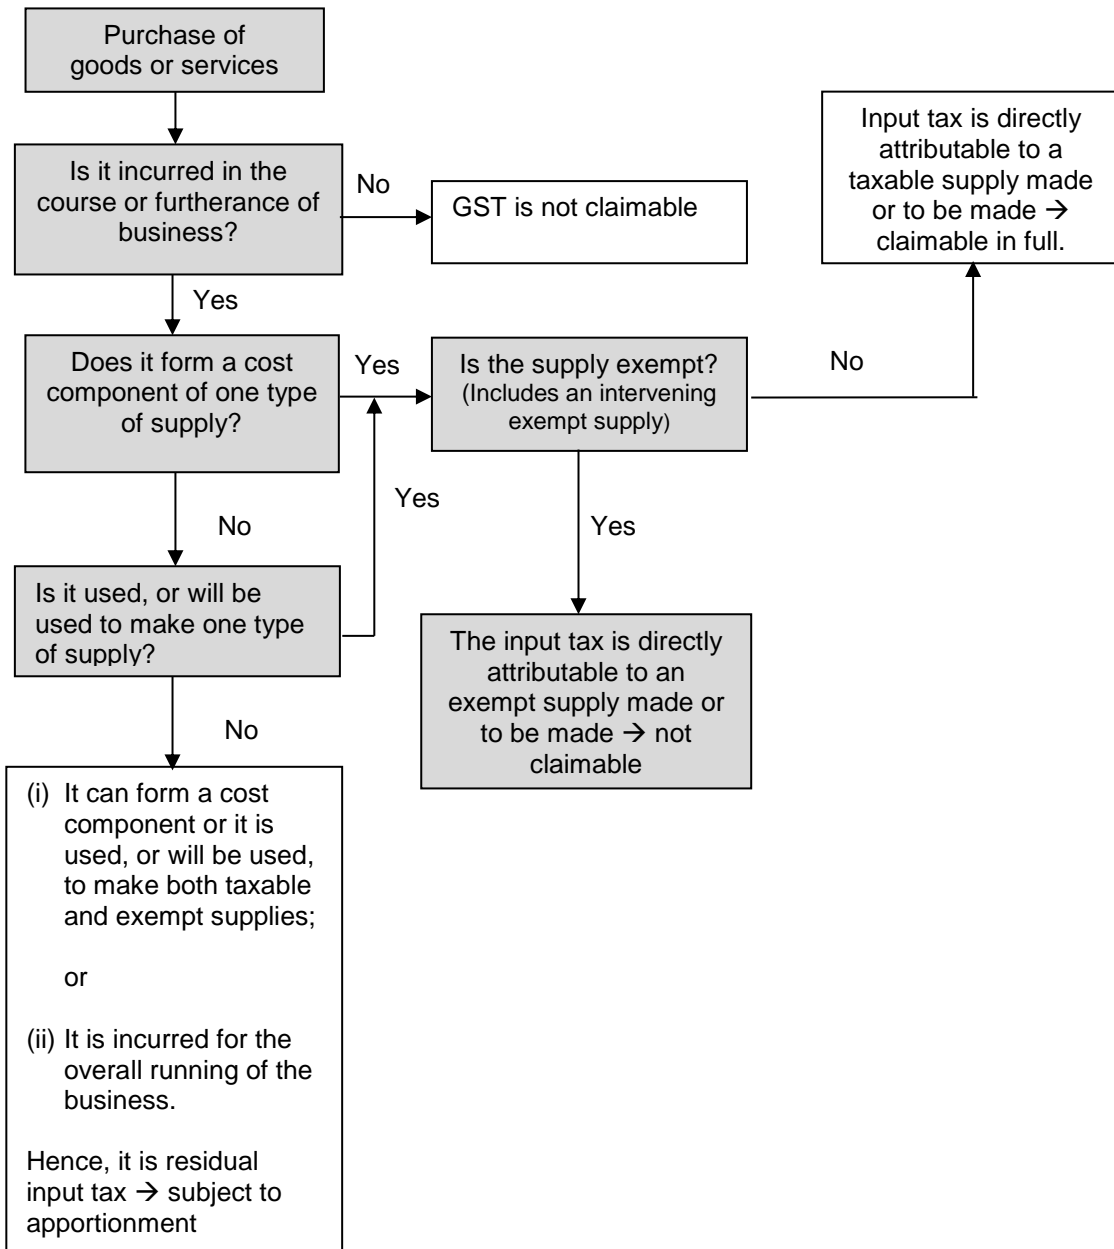 Purchase of
goods or services
Is it incurred in the
course or furtherance of
business?
No
GST is not claimable
Input tax is directly
attributable to a
taxable supply made
or to be made →
claimable in full.
Yes
Does it form a cost
component of one type
of supply?
Yes
Is the supply exempt?
(Includes an intervening
exempt supply)
No
Yes
No
Yes
Is it used, or will be
used to make one type
of supply?
The input tax is directly
attributable to an
exempt supply made or
to be made → not
claimable
No
(i) It can form a cost
component or it is
used, or will be used,
to make both taxable
and exempt supplies;
or
(ii) It is incurred for the
overall running of the
business.
Hence, it is residual
input tax → subject to
apportionment